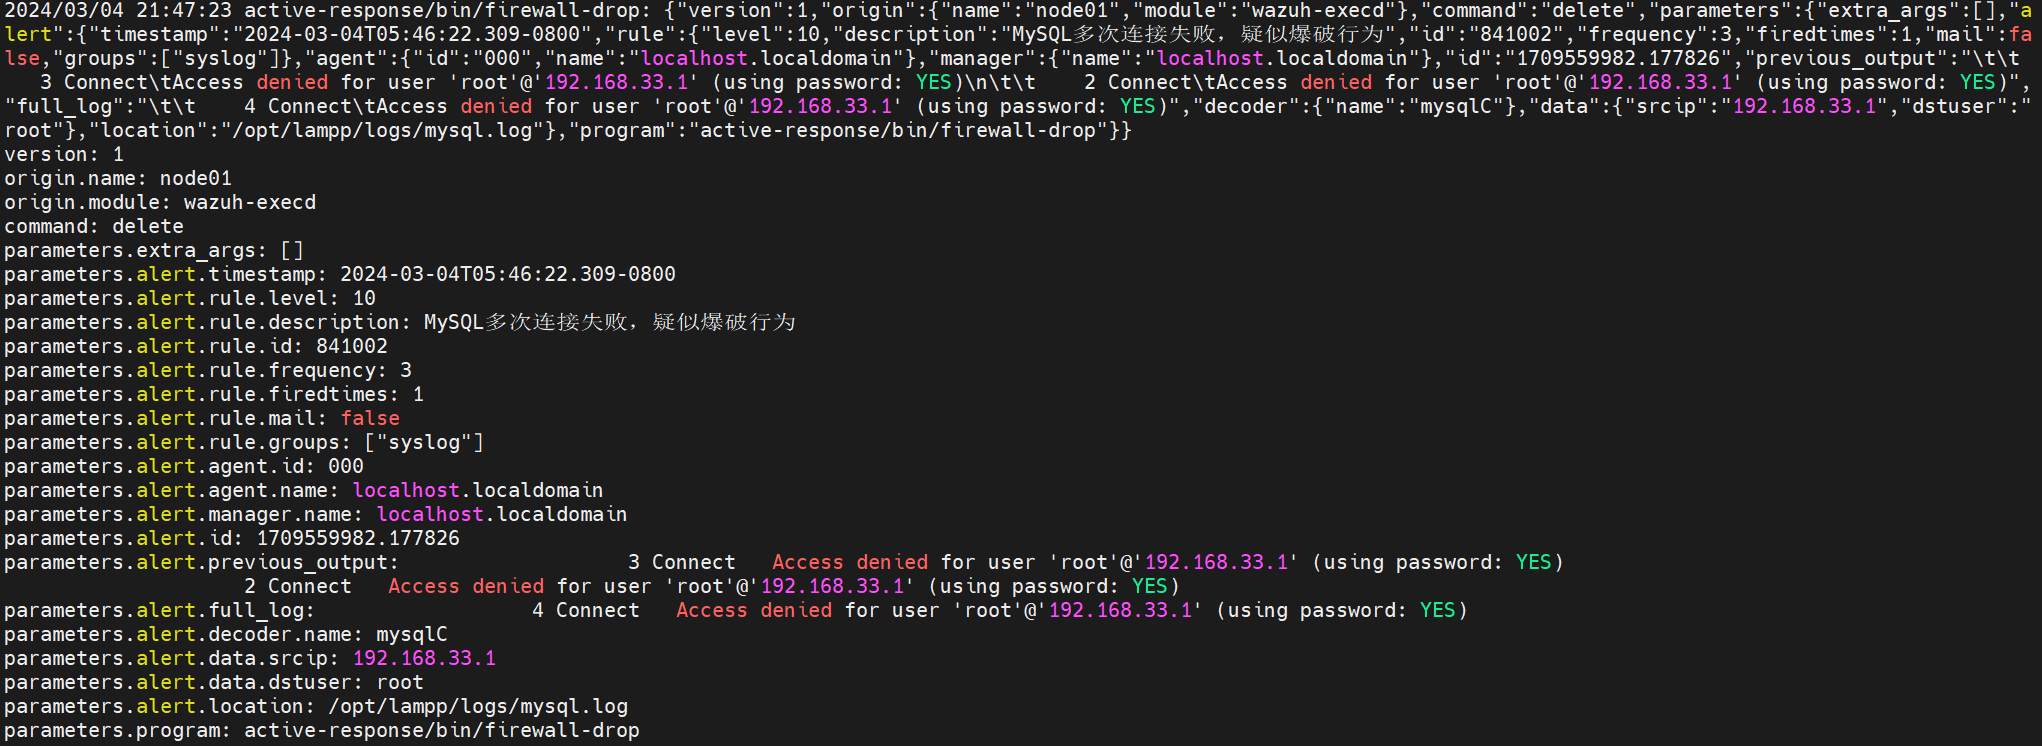 2024/03/04 21:47:23 active-response/bin/firewall-drop: {"version":1,"origin":{"name":"node01","module":"wazuh-execd"},"command":"delete","parameters":{"extra_args":[],"a
lert":{"timestamp":"2024-03-04T05:46:22.309-0800","rule":{"level":10,"description":"MySQL多次连接失败，疑似爆破行为","id":"841002","frequency":3,"firedtimes":1,"mail":fa
lse,"groups":["syslog"]},"agent":{"id":"000","name":"localhost.localdomain"},"manager":{"name":"localhost.localdomain"},"id":"1709559982.177826","previous_output":"\t\t
   3 Connect\tAccess denied for user 'root'@'192.168.33.1' (using password: YES)\n\t\t    2 Connect\tAccess denied for user 'root'@'192.168.33.1' (using password: YES)",
"full_log":"\t\t    4 Connect\tAccess denied for user 'root'@'192.168.33.1' (using password: YES)","decoder":{"name":"mysqlC"},"data":{"srcip":"192.168.33.1","dstuser":"
root"},"location":"/opt/lampp/logs/mysql.log"},"program":"active-response/bin/firewall-drop"}}
version: 1
origin.name: node01
origin.module: wazuh-execd
command: delete
parameters.extra_args: []
parameters.alert.timestamp: 2024-03-04T05:46:22.309-0800
parameters.alert.rule.level: 10
parameters.alert.rule.description: MySQL多次连接失败，疑似爆破行为
parameters.alert.rule.id: 841002
parameters.alert.rule.frequency: 3
parameters.alert.rule.firedtimes: 1
parameters.alert.rule.mail: false
parameters.alert.rule.groups: ["syslog"]
parameters.alert.agent.id: 000
parameters.alert.agent.name: localhost.localdomain
parameters.alert.manager.name: localhost.localdomain
parameters.alert.id: 1709559982.177826
parameters.alert.previous_output:                   3 Connect   Access denied for user 'root'@'192.168.33.1' (using password: YES)
                    2 Connect   Access denied for user 'root'@'192.168.33.1' (using password: YES)
parameters.alert.full_log:                  4 Connect   Access denied for user 'root'@'192.168.33.1' (using password: YES)
parameters.alert.decoder.name: mysqlC
parameters.alert.data.srcip: 192.168.33.1
parameters.alert.data.dstuser: root
parameters.alert.location: /opt/lampp/logs/mysql.log
parameters.program: active-response/bin/firewall-drop